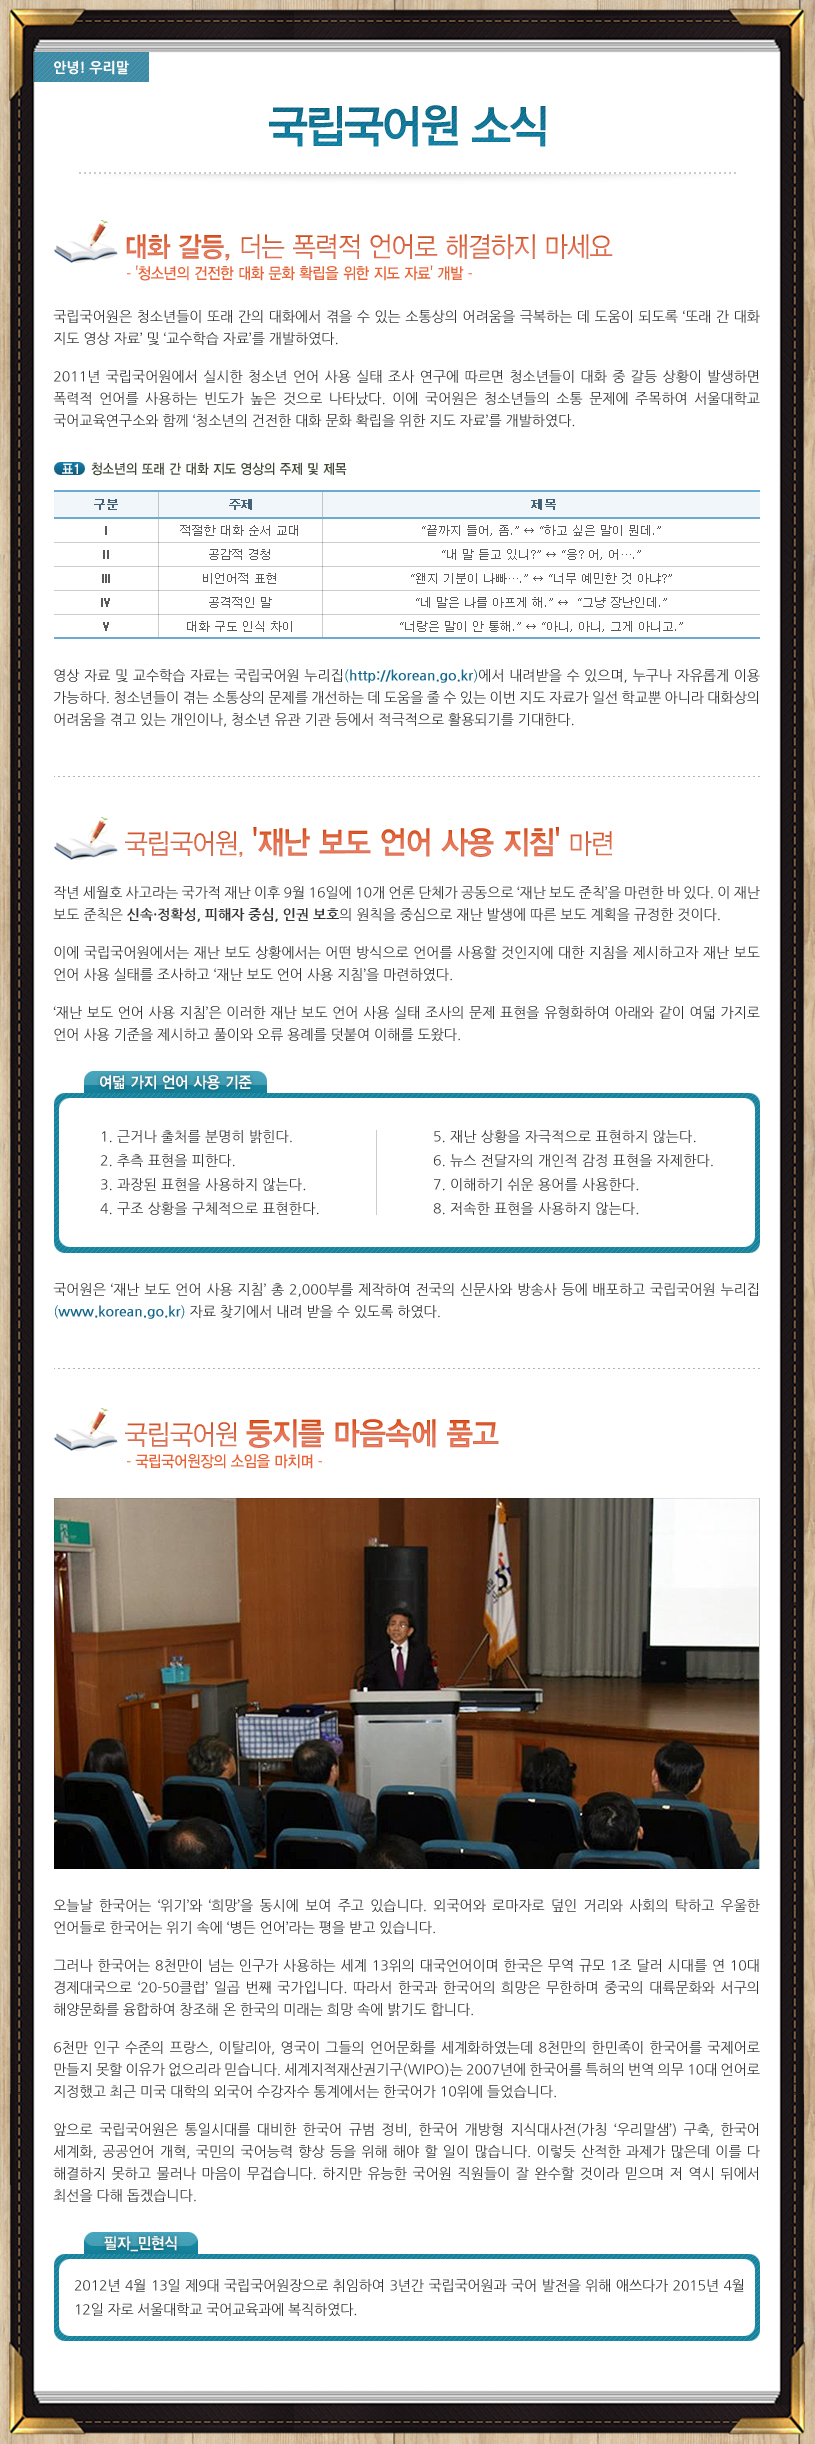 안녕! 우리말
국립국어원 소식
대화 갈등, 더는 폭력적 언어로 해결하지 마세요
- '청소년의 건전한 대화 문화 확립을 위한 지도 자료' 개발 -
국립국어원은 청소년들이 또래 간의 대화에서 겪을 수 있는 소통상의 어려움을 극복하는 데 도움이 되도록 ‘또래 간 대화
지도 영상 자료’ 및 ‘교수학습 자료’를 개발하였다.
2011년 국립국어원에서 실시한 청소년 언어 사용 실태 조사 연구에 따르면 청소년들이 대화 중 갈등 상황이 발생하면
폭력적 언어를 사용하는 빈도가 높은 것으로 나타났다. 이에 국어원은 청소년들의 소통 문제에 주목하여 서울대학교
국어교육연구소와 함께 ‘청소년의 건전한 대화 문화 확립을 위한 지도 자료’를 개발하였다.
표1 청소년의 또래 간 대화 지도 영상의 주제 및 제목
구분 주제 제목
I 적절한 대화 순서 교대 “끝까지 들어, 좀.” ↔ “하고 싶은 말이 뭔데.”
II 공감적 경청 “내 말 듣고 있니?” ↔ “응? 어, 어….”
III 비언어적 표현 “왠지 기분이 나빠….” ↔ “너무 예민한 것 아냐?”
IV 공격적인 말 “네 말은 나를 아프게 해.” ↔ “그냥 장난인데.”
V 대화 구도 인식 차이 “너랑은 말이 안 통해.” ↔ “아니, 아니, 그게 아니고.”
영상 자료 및 교수학습 자료는 국립국어원 누리집(http://korean.go.kr)에서 내려받을 수 있으며, 누구나 자유롭게 이용
가능하다. 청소년들이 겪는 소통상의 문제를 개선하는 데 도움을 줄 수 있는 이번 지도 자료가 일선 학교뿐 아니라 대화상의
어려움을 겪고 있는 개인이나, 청소년 유관 기관 등에서 적극적으로 활용되기를 기대한다.
국립국어원, '재난 보도 언어 사용 지침' 마련
작년 세월호 사고라는 국가적 재난 이후 9월 16일에 10개 언론 단체가 공동으로 ‘재난 보도 준칙’을 마련한 바 있다. 이 재난
보도 준칙은 신속·정확성, 피해자 중심, 인권 보호의 원칙을 중심으로 재난 발생에 따른 보도 계획을 규정한 것이다.
이에 국립국어원에서는 재난 보도 상황에서는 어떤 방식으로 언어를 사용할 것인지에 대한 지침을 제시하고자 재난 보도
언어 사용 실태를 조사하고 ‘재난 보도 언어 사용 지침’을 마련하였다.
‘재난 보도 언어 사용 지침’은 이러한 재난 보도 언어 사용 실태 조사의 문제 표현을 유형화하여 아래와 같이 여덟 가지로
언어 사용 기준을 제시하고 풀이와 오류 용례를 덧붙여 이해를 도왔다.
여덟 가지 언어 사용 기준
1. 근거나 출처를 분명히 밝힌다.
2. 추측 표현을 피한다.
3. 과장된 표현을 사용하지 않는다.
4. 구조 상황을 구체적으로 표현한다.
5. 재난 상황을 자극적으로 표현하지 않는다.
6. 뉴스 전달자의 개인적 감정 표현을 자제한다.
7. 이해하기 쉬운 용어를 사용한다.
8. 저속한 표현을 사용하지 않는다.
국어원은 ‘재난 보도 언어 사용 지침’ 총 2,000부를 제작하여 전국의 신문사와 방송사 등에 배포하고 국립국어원 누리집
(www.korean.go.kr) 자료 찾기에서 내려 받을 수 있도록 하였다.
국립국어원 둥지를 마음속에 품고
- 국립국어원장의 소임을 마치며 -
오늘날 한국어는 ‘위기’와 ‘희망’을 동시에 보여 주고 있습니다. 외국어와 로마자로 덮인 거리와 사회의 탁하고 우울한
언어들로 한국어는 위기 속에 ‘병든 언어’라는 평을 받고 있습니다.
그러나 한국어는 8천만이 넘는 인구가 사용하는 세계 13위의 대국언어이며 한국은 무역 규모 1조 달러 시대를 연 10대
경제대국으로 ‘20-50클럽’ 일곱 번째 국가입니다. 따라서 한국과 한국어의 희망은 무한하며 중국의 대륙문화와 서구의
해양문화를 융합하여 창조해 온 한국의 미래는 희망 속에 밝기도 합니다.
6천만 인구 수준의 프랑스, 이탈리아, 영국이 그들의 언어문화를 세계화하였는데 8천만의 한민족이 한국어를 국제어로
만들지 못할 이유가 없으리라 믿습니다. 세계지적재산권기구(WIPO)는 2007년에 한국어를 특허의 번역 의무 10대 언어로
지정했고 최근 미국 대학의 외국어 수강자수 통계에서는 한국어가 10위에 들었습니다.
앞으로 국립국어원은 통일시대를 대비한 한국어 규범 정비, 한국어 개방형 지식대사전(가칭 ‘우리말샘’) 구축, 한국어
세계화, 공공언어 개혁, 국민의 국어능력 향상 등을 위해 해야 할 일이 많습니다. 이렇듯 산적한 과제가 많은데 이를 다
해결하지 못하고 물러나 마음이 무겁습니다. 하지만 유능한 국어원 직원들이 잘 완수할 것이라 믿으며 저 역시 뒤에서
최선을 다해 돕겠습니다.
필자_민현식
2012년 4월 13일 제9대 국립국어원장으로 취임하여 3년간 국립국어원과 국어 발전을 위해 애쓰다가 2015년 4월
12일 자로 서울대학교 국어교육과에 복직하였다.